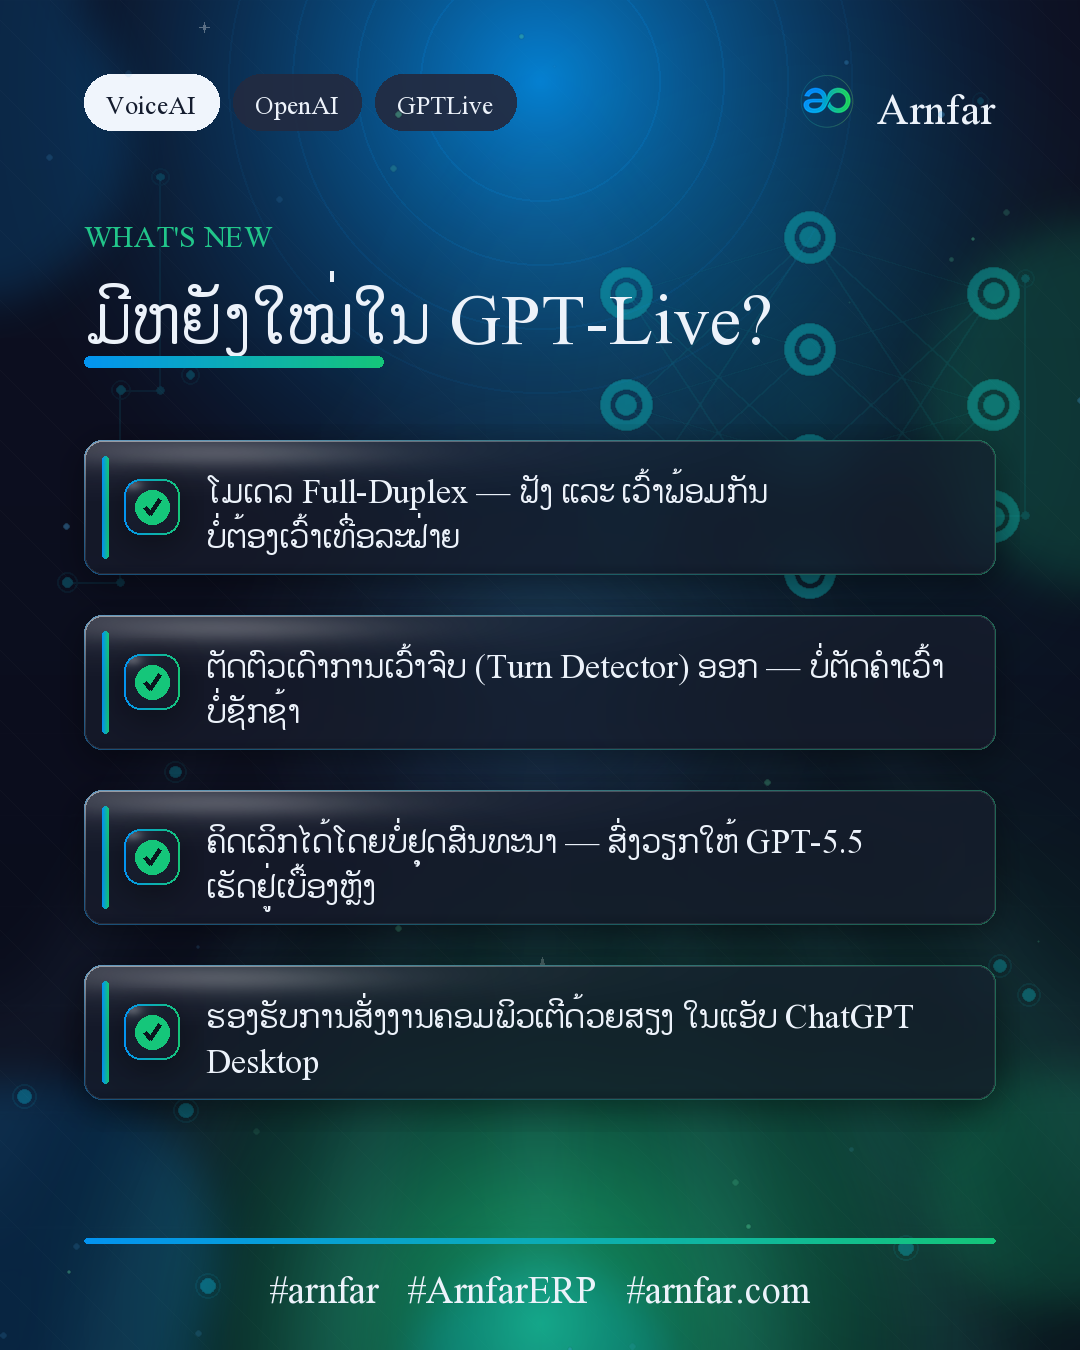 VoiceAI OpenAI GPTLive
Arnfar
WHAT'S NEW
ມີຫຍັງໃໝ່ໃນ GPT-Live?
ໂມເດລ Full-Duplex — ຟັງ ແລະ ເວົ້າພ້ອມກັນ
ບໍ່ຕ້ອງເວົ້າເທື່ອລະຝ່າຍ
ຕັດຕົວເດົາການເວົ້າຈົບ (Turn Detector) ອອກ — ບໍ່ຕັດຄຳເວົ້າ
ບໍ່ຊັກຊ້າ
ຄິດເລິກໄດ້ໂດຍບໍ່ຢຸດສົນທະນາ — ສົ່ງວຽກໃຫ້ GPT-5.5
ເຮັດຢູ່ເບື້ອງຫຼັງ
ຮອງຮັບການສັ່ງງານຄອມພິວເຕີດ້ວຍສຽງ ໃນແອັບ ChatGPT
Desktop
#arnfar #ArnfarERP #arnfar.com